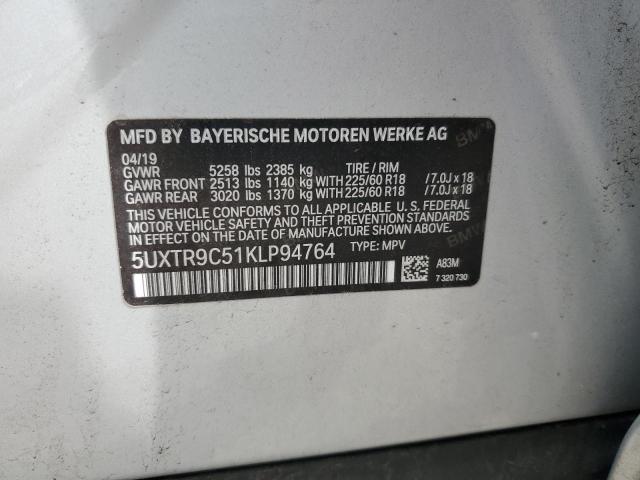 MFD BY BAYERISCHE MOTOREN WERKE AG
04/19
GVWR 5258 lbs 2385 kg TIRE / RIM
GAWR FRONT 2513 lbs 1140 kg WITH 225/60 R18 /7.0J x 18
GAWR REAR 3020 lbs 1370 kg WITH 225/60 R18 /7.0J x 18
THIS VEHICLE CONFORMS TO ALL APPLICABLE U. S. FEDERAL
MOTOR VEHICLE SAFETY AND THEFT PREVENTION
STANDARDS IN EFFECT ON THE DATE OF MANUFACTURE SHOWN ABOVE.
5UXTR9C51KLP94764 TYPE: MPV
A83M
7 320 730
BMW
BMW